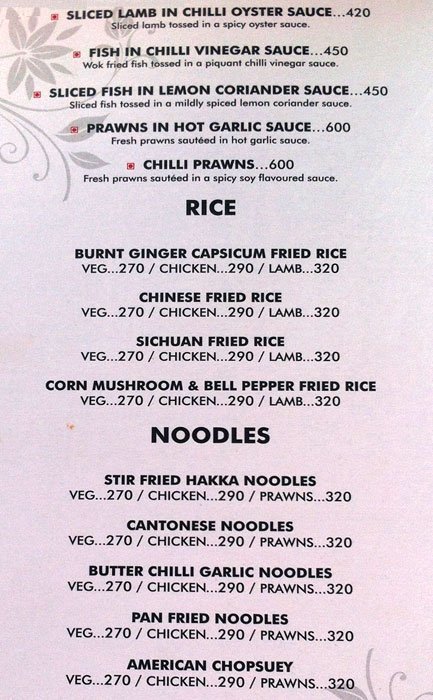 SLICED LAMB IN CHILLI OYSTER SAUCE...420
Sliced lamb tossed in a spicy oyster sauce.
FISH IN CHILLI VINEGAR SAUCE...450
Wok fried fish tossed in a piquant chilli vinegar sauce.
SLICED FISH IN LEMON CORIANDER SAUCE...450
Sliced fish tossed in a mildly spiced lemon coriander sauce.
PRAWNS IN HOT GARLIC SAUCE...600
Fresh prawns sautéed in hot garlic sauce.
CHILLI PRAWNS...600
Fresh prawns sautéed in a spicy soy flavoured sauce.
RICE
BURNT GINGER CAPSICUM FRIED RICE
VEG...270 / CHICKEN...290 / LAMB...320
CHINESE FRIED RICE
VEG...270 / CHICKEN...290 / LAMB...320
SICHUAN FRIED RICE
VEG...270 / CHICKEN...290 / LAMB...320
CORN MUSHROOM & BELL PEPPER FRIED RICE
VEG...270 / CHICKEN...290 / LAMB...320
NOODLES
STIR FRIED HAKKA NOODLES
VEG...270 / CHICKEN...290 / PRAWNS...320
CANTONESE NOODLES
VEG...270 / CHICKEN...290 / PRAWNS...320
BUTTER CHILLI GARLIC NOODLES
VEG...270 / CHICKEN...290 / PRAWNS...320
PAN FRIED NOODLES
VEG...270 / CHICKEN...290 / PRAWNS...320
AMERICAN CHOPSUEY
VEG...270 / CHICKEN...290 / PRAWNS...320